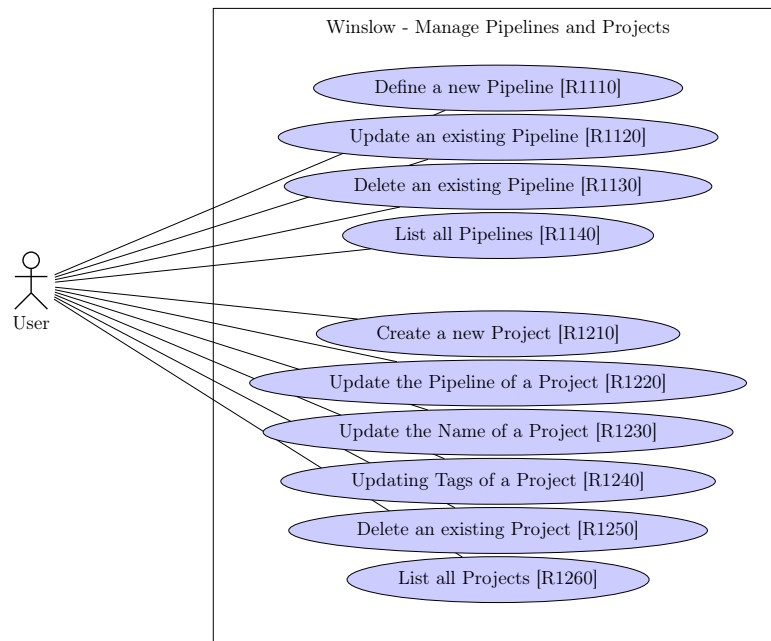 Winslow - Manage Pipelines and Projects
Define a new Pipeline [R1110]
Update an existing Pipeline [R1120]
Delete an existing Pipeline [R1130]
List all Pipelines [R1140]
User
Create a new Project [R1210]
Update the Pipeline of a Project [R1220]
Update the Name of a Project [R1230]
Updating Tags of a Project [R1240]
Delete an existing Project [R1250]
List all Projects [R1260]